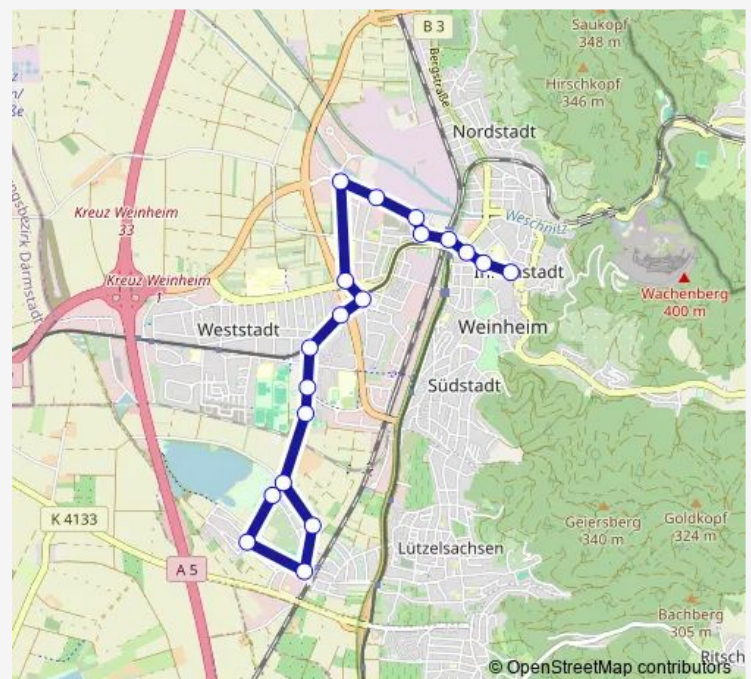 B 3
Saukopf
348 m
Hirschkopf
346 m
Bergstraße
Nordstadt
Kreuz Weinheim
33
Weschnitz
Kreuz Weinheim
1
Wachenberg
400 m
Weststadt
Weinheim
Südstadt
K 4133
Geiersberg
340 m
Goldkopf
324 m
Lützelsachsen
A 5
Bachberg
305 m
Ritsch
© OpenStreetMap contributors